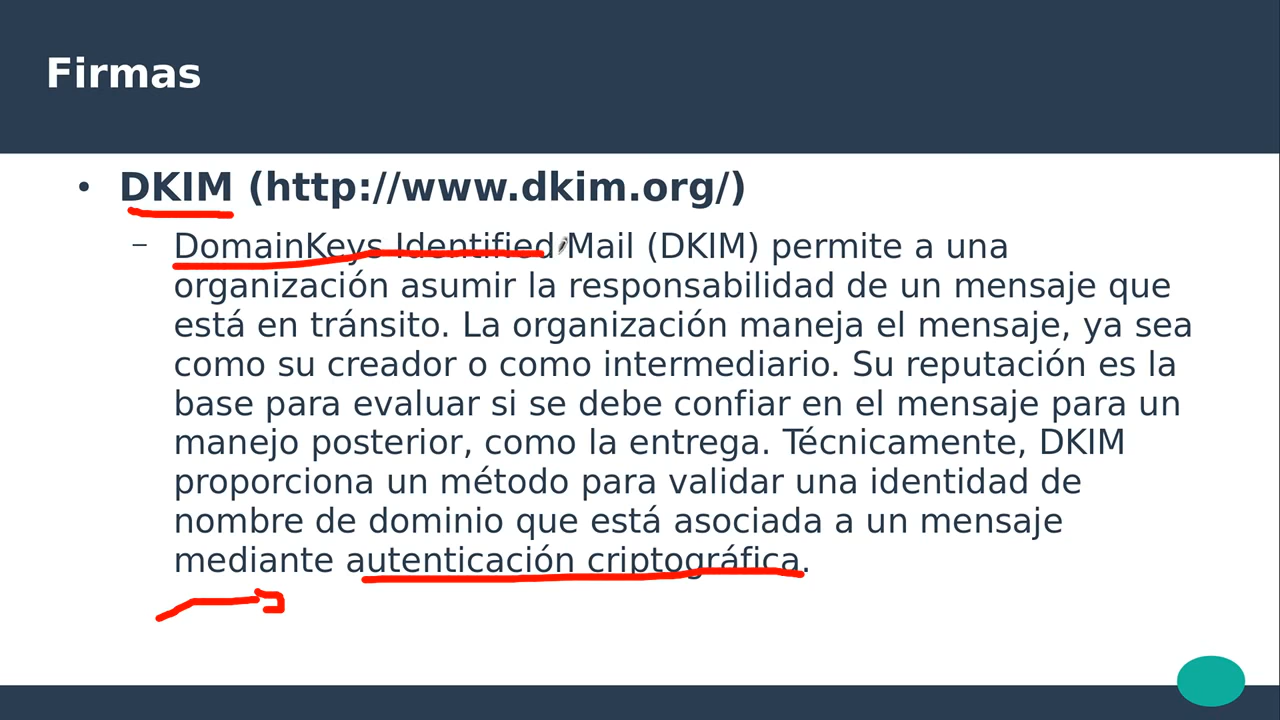 Firmas
• DKIM (http://www.dkim.org/)
– DomainKeys Identified Mail (DKIM) permite a una
organización asumir la responsabilidad de un mensaje que
está en tránsito. La organización maneja el mensaje, ya sea
como su creador o como intermediario. Su reputación es la
base para evaluar si se debe confiar en el mensaje para un
manejo posterior, como la entrega. Técnicamente, DKIM
proporciona un método para validar una identidad de
nombre de dominio que está asociada a un mensaje
mediante autenticación criptográfica.